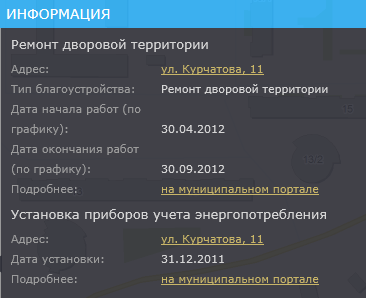 ИНФОРМАЦИЯ
Ремонт дворовой территории
Адрес: ул. Курчатова, 11
Тип благоустройства: Ремонт дворовой территории
Дата начала работ (по
графику): 30.04.2012
Дата окончания работ
(по графику): 30.09.2012
Подробнее: на муниципальном портале
Установка приборов учета энергопотребления
Адрес: ул. Курчатова, 11
Дата установки: 31.12.2011
Подробнее: на муниципальном портале